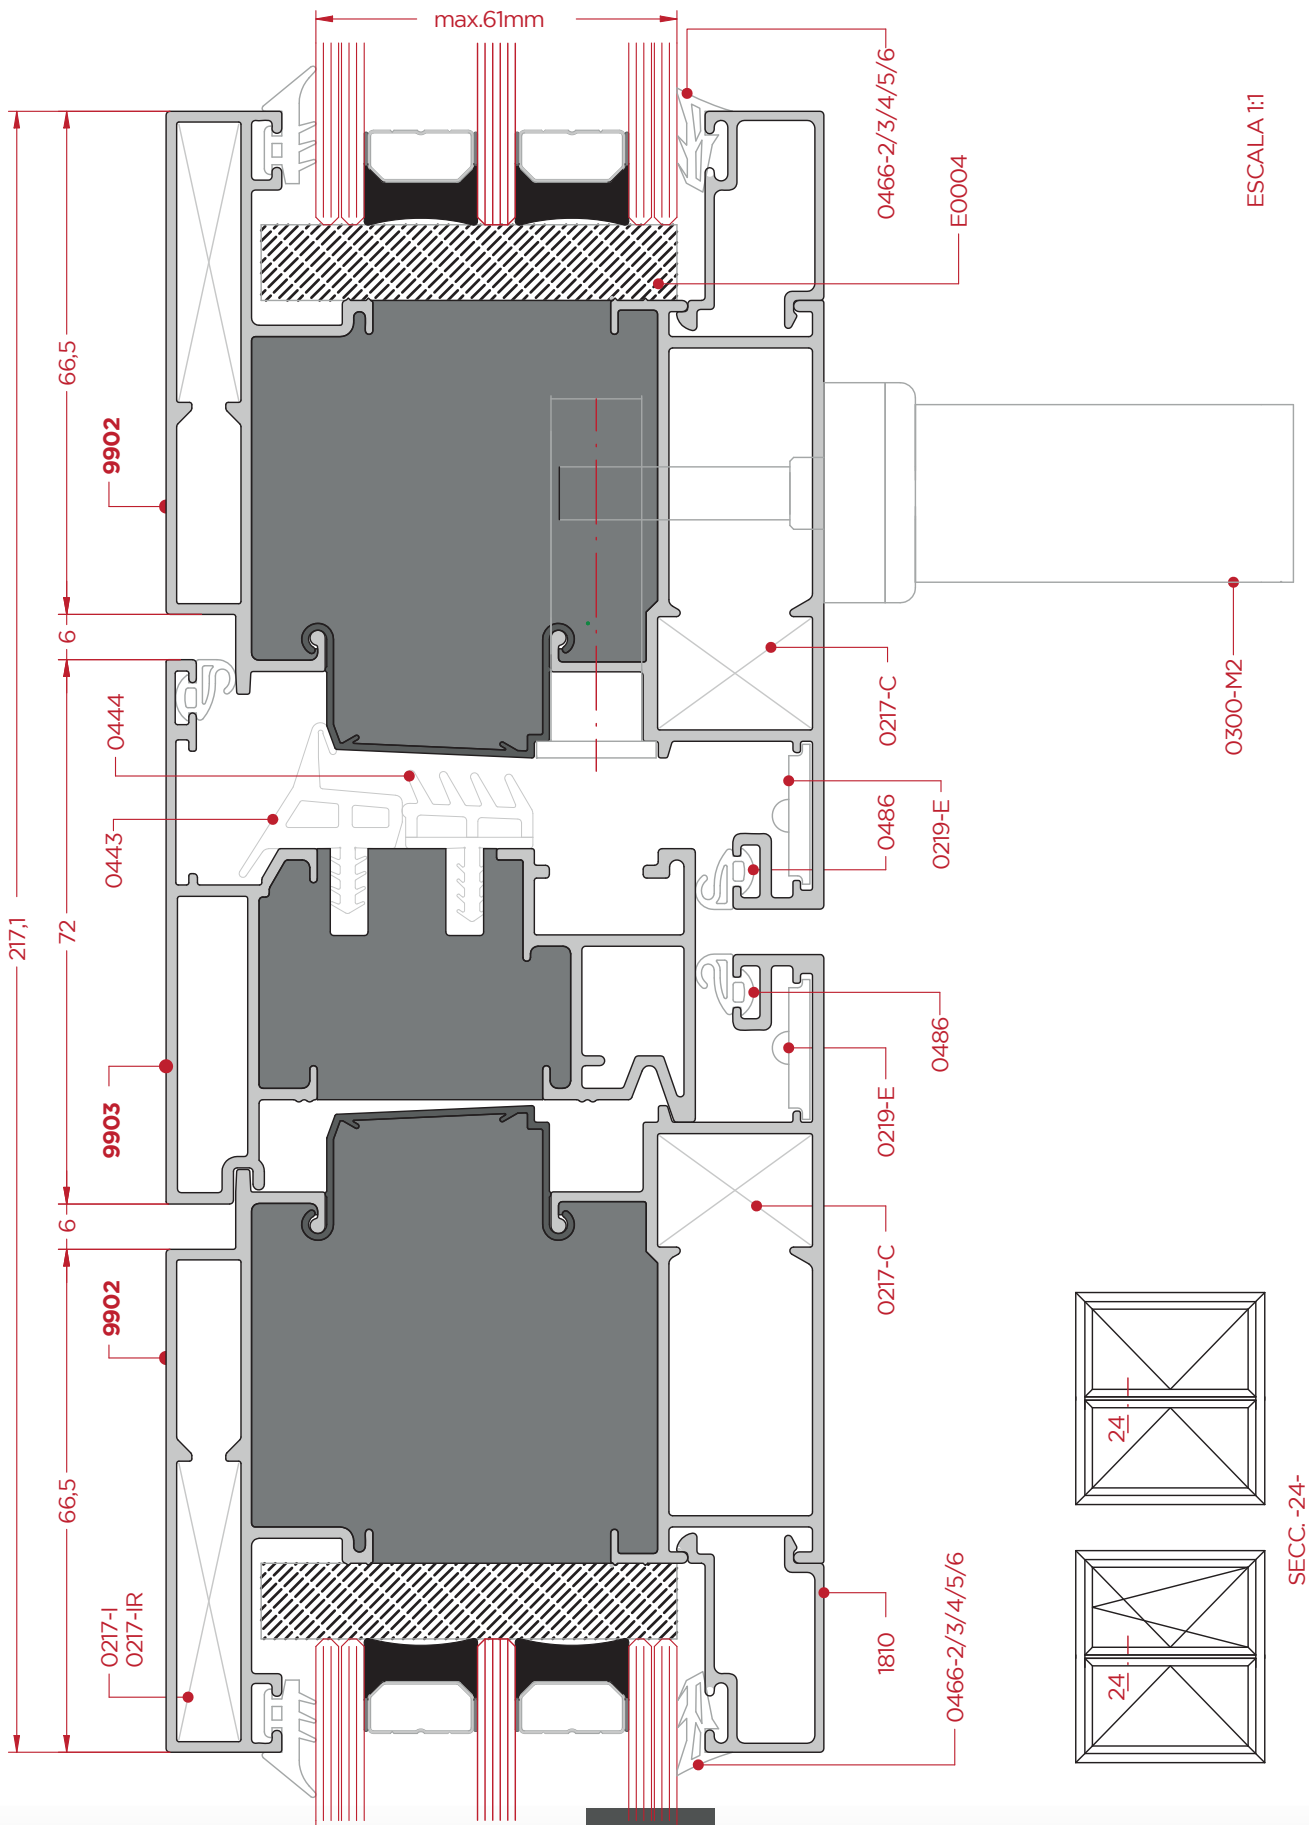 max.61mm
0466-2/3/4/5/6
E0004
ESCALA 1:1
66,5
9902
6
0444
0443
217,1
72
0217-C
0300-M2
0486
0219-E
9903
0486
0219-E
6
9902
0217-C
66,5
0217-I
0217-IR
1810
0466-2/3/4/5/6
24
24
SECC. -24-